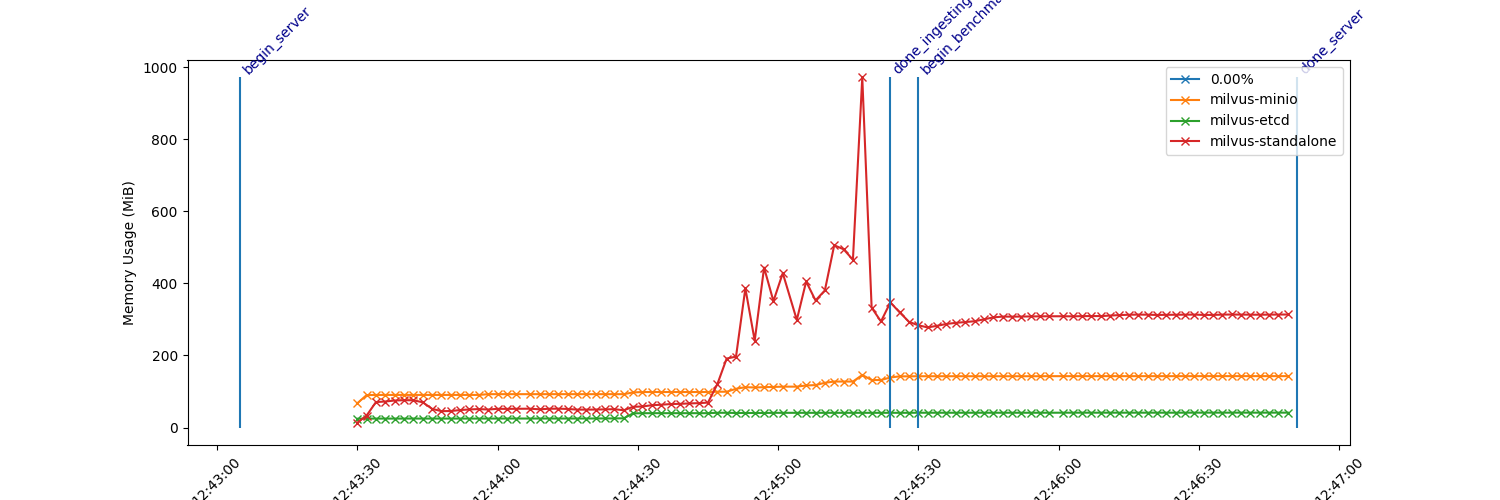 begin_server
done_ingesting
begin_benchma
done_server
1000
800
600
400
200
0
Memory Usage (MiB)
0.00%
milvus-minio
milvus-etcd
milvus-standalone
12:43:00
12:43:30
12:44:00
12:44:30
12:45:00
12:45:30
12:46:00
12:46:30
12:47:00